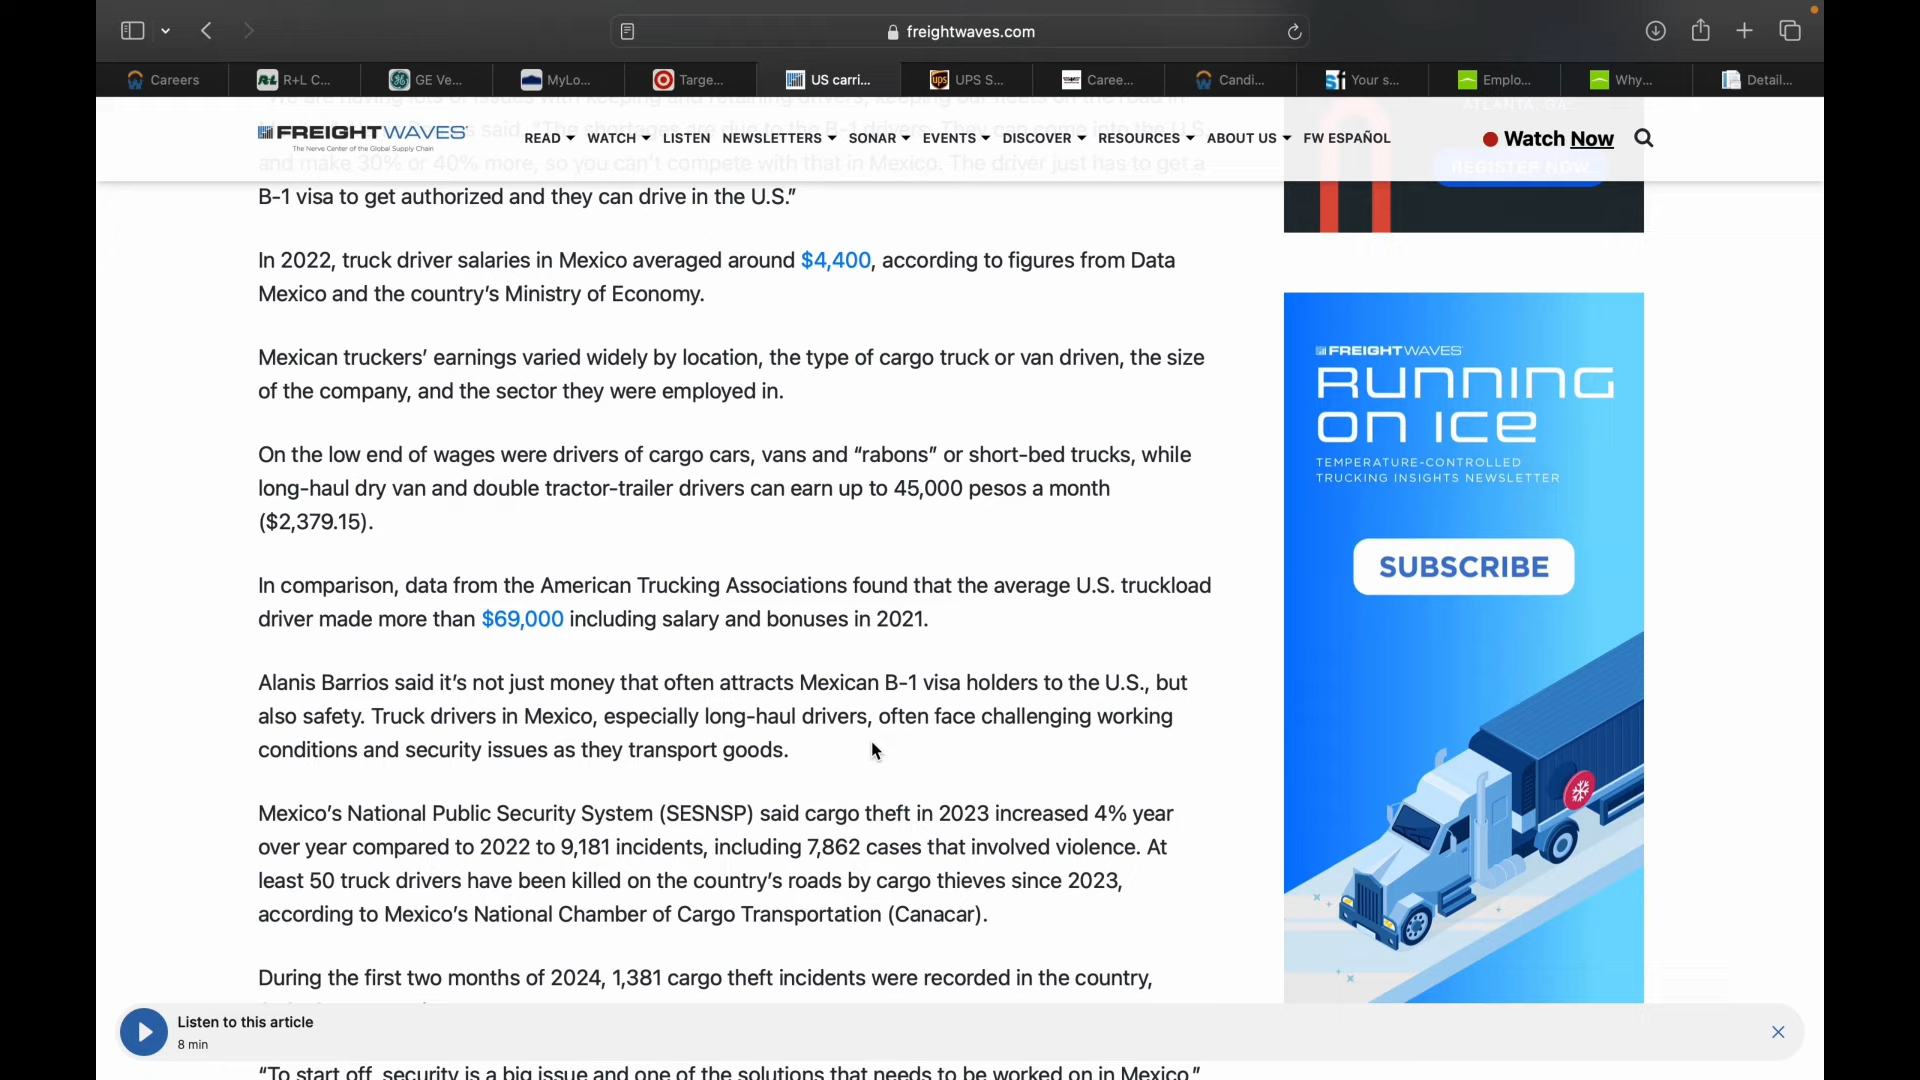 freightwaves.com
Careers
R+L C...
GE Ve...
MyLo...
Targe...
US carri...
UPS S...
Caree...
Candi...
Your s...
Emplo...
Why...
Detail...
FREIGHTWAVES
The Nerve Center of the Global Supply Chain
READ
WATCH
LISTEN
NEWSLETTERS
SONAR
EVENTS
DISCOVER
RESOURCES
ABOUT US
FW ESPAÑOL
Watch Now
ATLANTA, GA
REGISTER NOW
"We are having lots of issues with keeping and retaining drivers, keeping our fleets on the road in
said. "The shortages are due to the B-1 drivers. They can come into the U.S.
and make 30% or 40% more, so you can't compete with that in Mexico. The driver just has to get a
B-1 visa to get authorized and they can drive in the U.S."
In 2022, truck driver salaries in Mexico averaged around $4,400, according to figures from Data
Mexico and the country's Ministry of Economy.
Mexican truckers' earnings varied widely by location, the type of cargo truck or van driven, the size
of the company, and the sector they were employed in.
On the low end of wages were drivers of cargo cars, vans and "rabons" or short-bed trucks, while
long-haul dry van and double tractor-trailer drivers can earn up to 45,000 pesos a month
($2,379.15).
In comparison, data from the American Trucking Associations found that the average U.S. truckload
driver made more than $69,000 including salary and bonuses in 2021.
Alanis Barrios said it's not just money that often attracts Mexican B-1 visa holders to the U.S., but
also safety. Truck drivers in Mexico, especially long-haul drivers, often face challenging working
conditions and security issues as they transport goods.
Mexico's National Public Security System (SESNSP) said cargo theft in 2023 increased 4% year
over year compared to 2022 to 9,181 incidents, including 7,862 cases that involved violence. At
least 50 truck drivers have been killed on the country's roads by cargo thieves since 2023,
according to Mexico's National Chamber of Cargo Transportation (Canacar).
During the first two months of 2024, 1,381 cargo theft incidents were recorded in the country,
"To start off, security is a big issue and one of the solutions that needs to be worked on in Mexico,"
FREIGHTWAVES
RUNNING
ON ICE
TEMPERATURE-CONTROLLED
TRUCKING INSIGHTS NEWSLETTER
SUBSCRIBE
Listen to this article
8 min